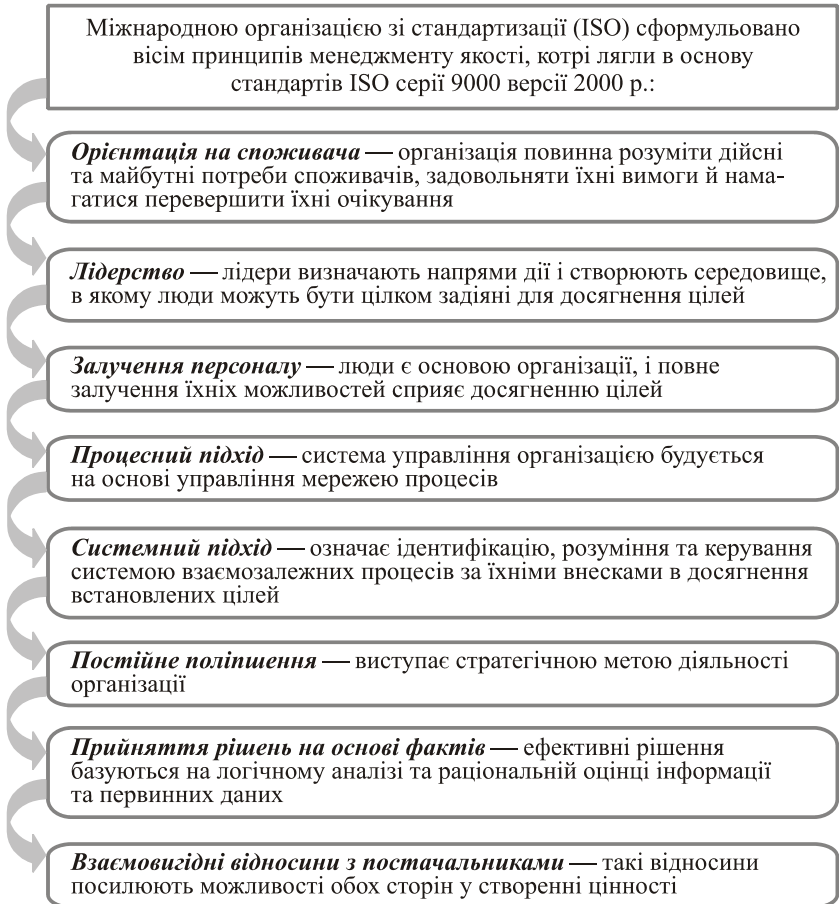 Міжнародною організацією зі стандартизації (ISO) сформульовано
вісім принципів менеджменту якості, котрі лягли в основу
стандартів ISO серії 9000 версії 2000 р.:
Орієнтація на споживача — організація повинна розуміти дійсні
та майбутні потреби споживачів, задовольняти їхні вимоги й нама-
гатися перевершити їхні очікування
Лідерство — лідери визначають напрями дії і створюють середовище,
в якому люди можуть бути цілком задіяні для досягнення цілей
Залучення персоналу — люди є основою організації, і повне
залучення їхніх можливостей сприяє досягненню цілей
Процесний підхід — система управління організацією будується
на основі управління мережею процесів
Системний підхід — означає ідентифікацію, розуміння та керування
системою взаємозалежних процесів за їхніми внесками в досягнення
встановлених цілей
Постійне поліпшення — виступає стратегічною метою діяльності
організації
Прийняття рішень на основі фактів — ефективні рішення
базуються на логічному аналізі та раціональній оцінці інформації
та первинних даних
Взаємовигідні відносини з постачальниками — такі відносини
посилюють можливості обох сторін у створенні цінності